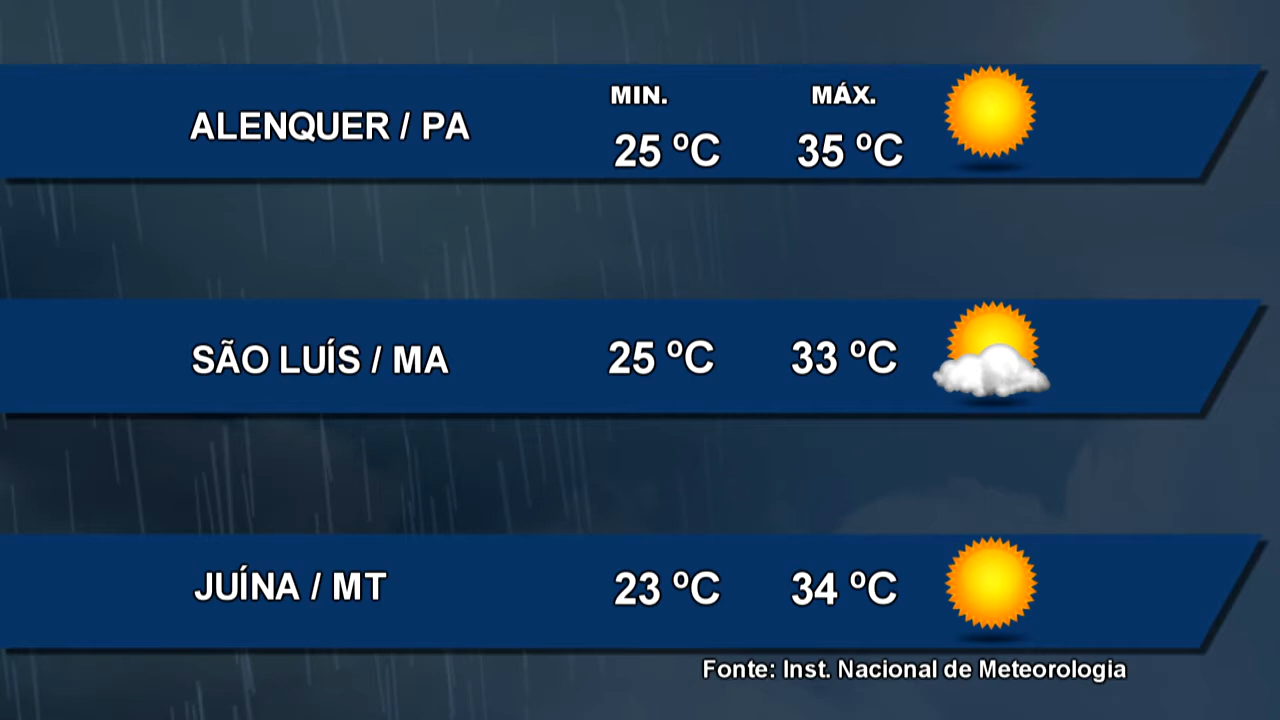 MIN. MÁX.
ALENQUER / PA 25 ºC 35 ºC
SÃO LUÍS / MA 25 ºC 33 ºC
JUÍNA / MT 23 ºC 34 ºC
Fonte: Inst. Nacional de Meteorologia